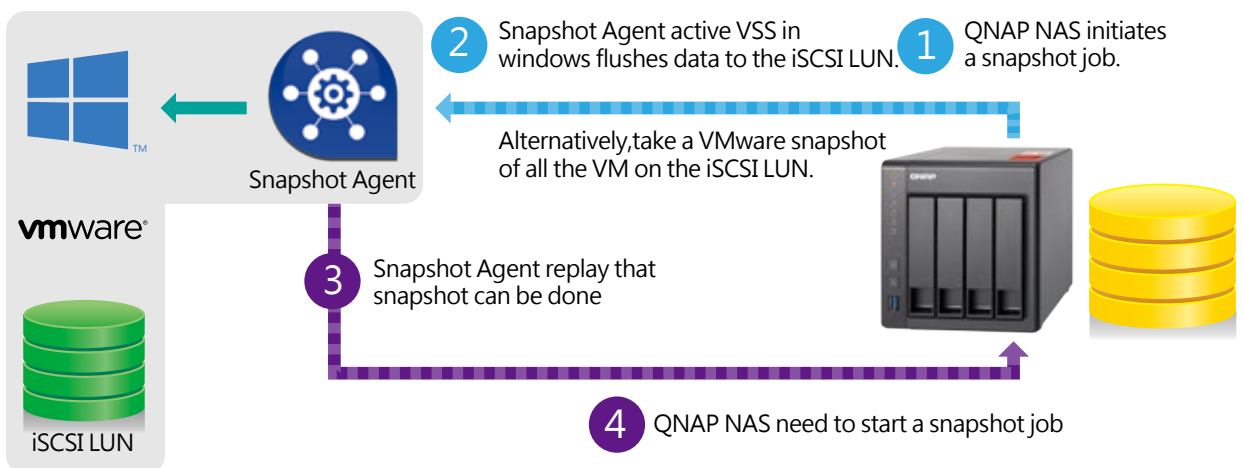 1
QNAP NAS initiates
a snapshot job.
2
Snapshot Agent active VSS in
windows flushes data to the iSCSI LUN.
Alternatively,take a VMware snapshot
of all the VM on the iSCSI LUN.
TM
Snapshot Agent
vmware®
QNAP
3
Snapshot Agent replay that
snapshot can be done
iSCSI LUN
4
QNAP NAS need to start a snapshot job